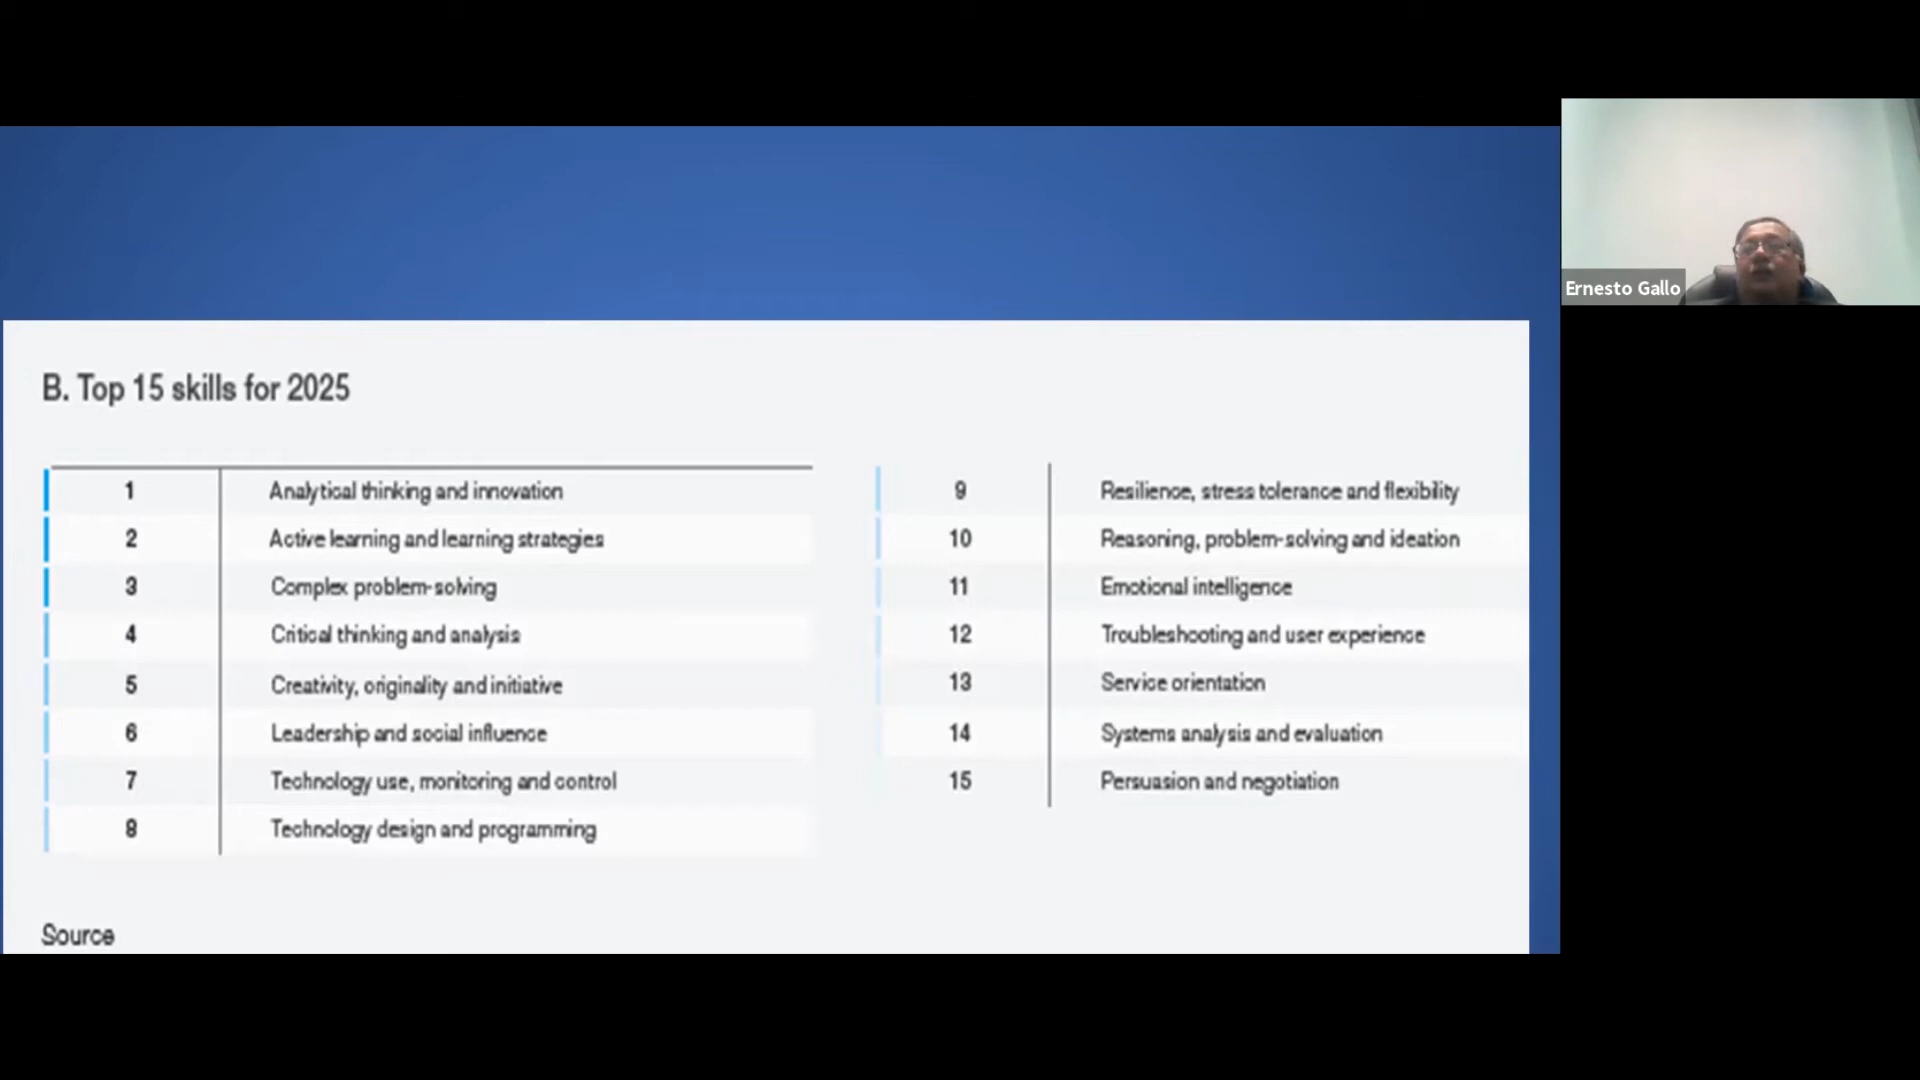 B. Top 15 skills for 2025
1 Analytical thinking and innovation
2 Active learning and learning strategies
3 Complex problem-solving
4 Critical thinking and analysis
5 Creativity, originality and initiative
6 Leadership and social influence
7 Technology use, monitoring and control
8 Technology design and programming
9 Resilience, stress tolerance and flexibility
10 Reasoning, problem-solving and ideation
11 Emotional intelligence
12 Troubleshooting and user experience
13 Service orientation
14 Systems analysis and evaluation
15 Persuasion and negotiation
Source
Ernesto Gallo